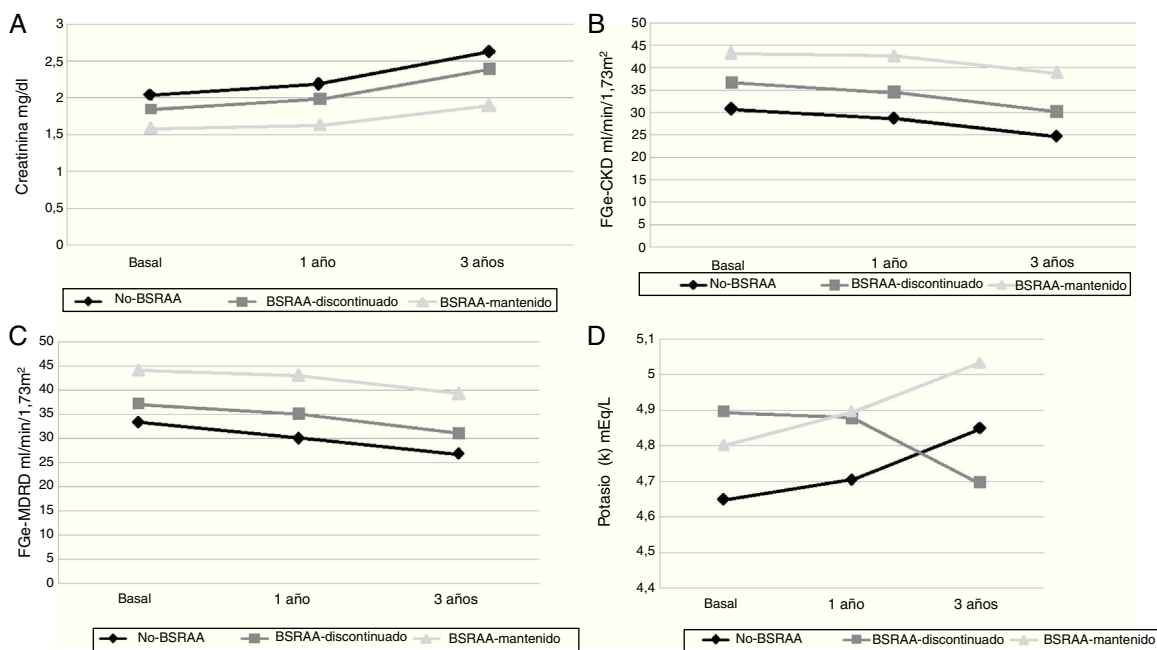 A
Creatinina mg/dl
3
2,5
2
1,5
1
0,5
0
Basal 1 año 3 años
No-BSRAA BSRAA-discontinuado BSRAA-mantenido
B
FGe-CKD ml/min/1,73m²
50
45
40
35
30
25
20
15
10
5
0
Basal 1 año 3 años
No-BSRAA BSRAA-discontinuado BSRAA-mantenido
C
FGe-MDRD ml/min/1,73m²
50
45
40
35
30
25
20
15
10
5
0
Basal 1 año 3 años
No-BSRAA BSRAA-discontinuado BSRAA-mantenido
D
Potasio (k) mEq/L
5,1
5
4,9
4,8
4,7
4,6
4,5
4,4
Basal 1 año 3 años
No-BSRAA BSRAA-discontinuado BSRAA-mantenido